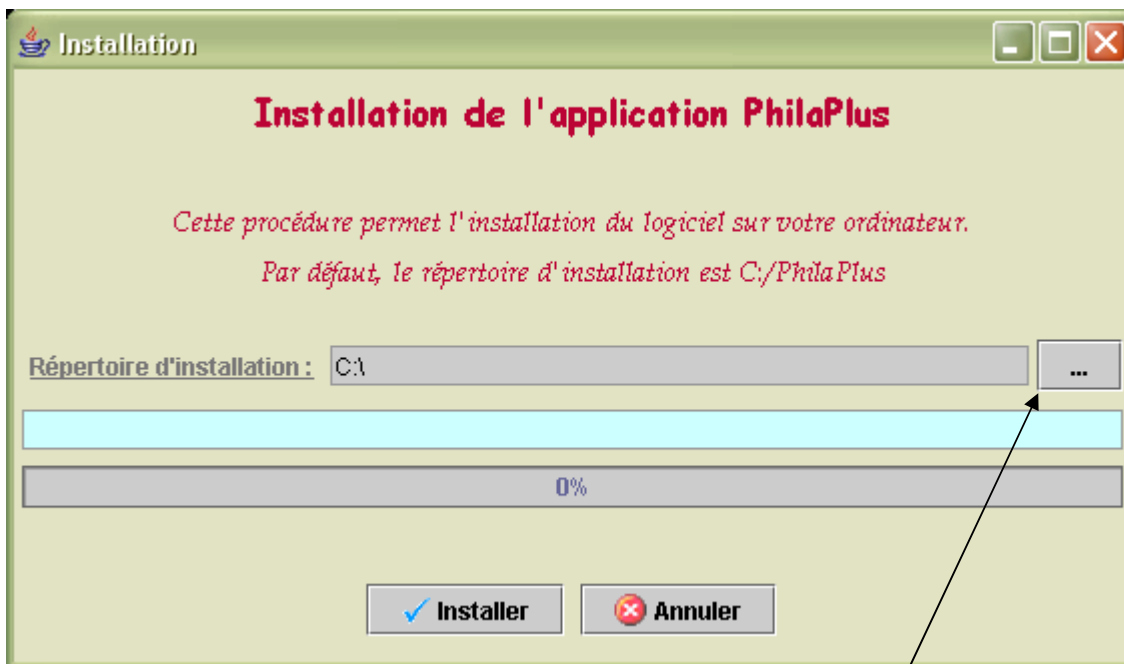 Installation
Installation de l'application PhilaPlus
Cette procédure permet l'installation du logiciel sur votre ordinateur.
Par défaut, le répertoire d'installation est C:/PhilaPlus
Répertoire d'installation : C:\ ...
0%
Installer Annuler